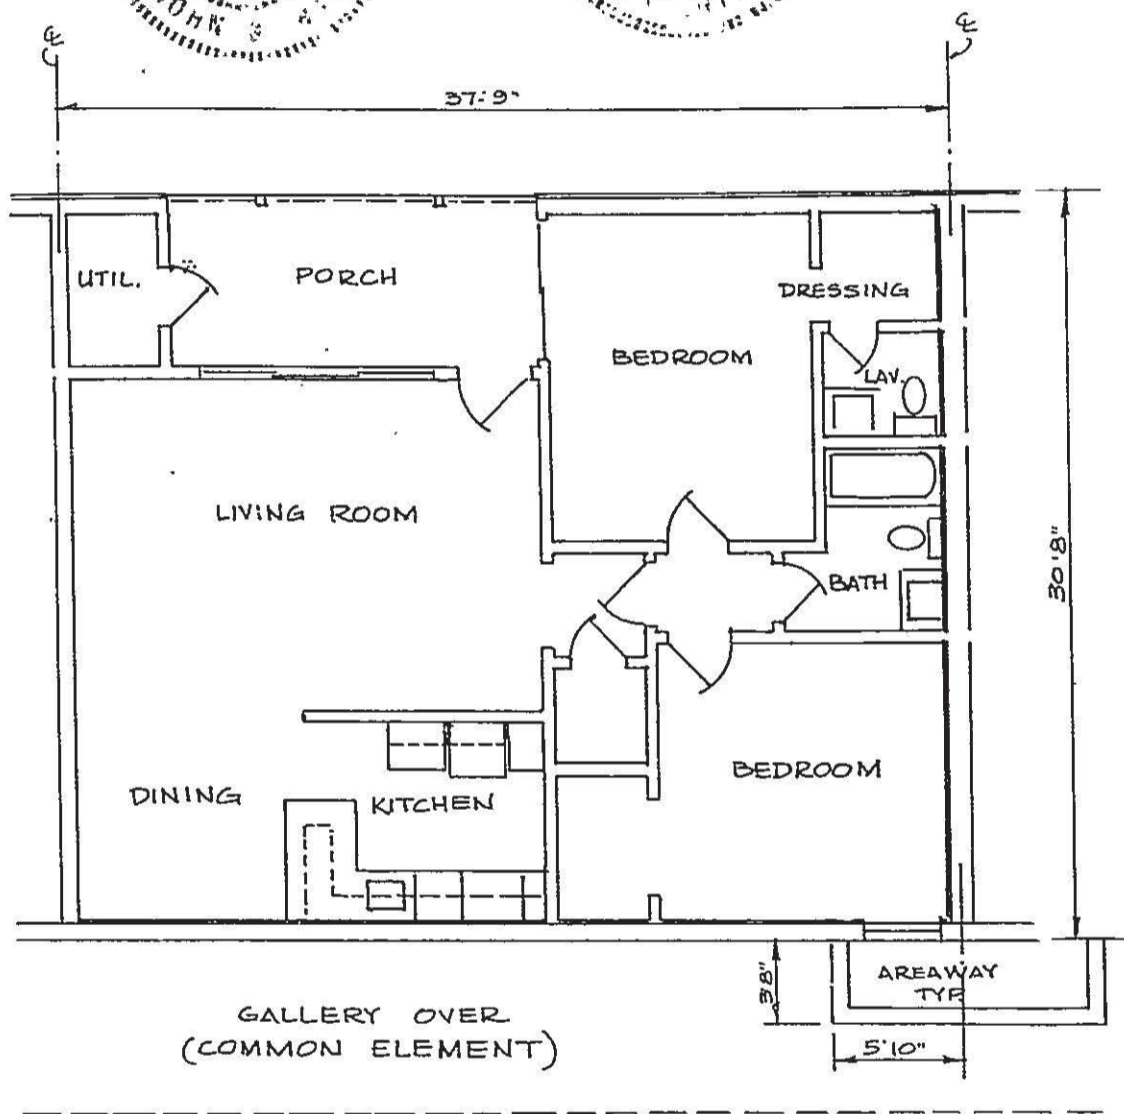 ℄
℄
37'-9"
UTIL.
PORCH
DRESSING
BEDROOM
LAV.
LIVING ROOM
BATH
30'8"
BEDROOM
DINING
KITCHEN
AREAWAY
TYP.
3'8"
5'10"
GALLERY OVER
(COMMON ELEMENT)